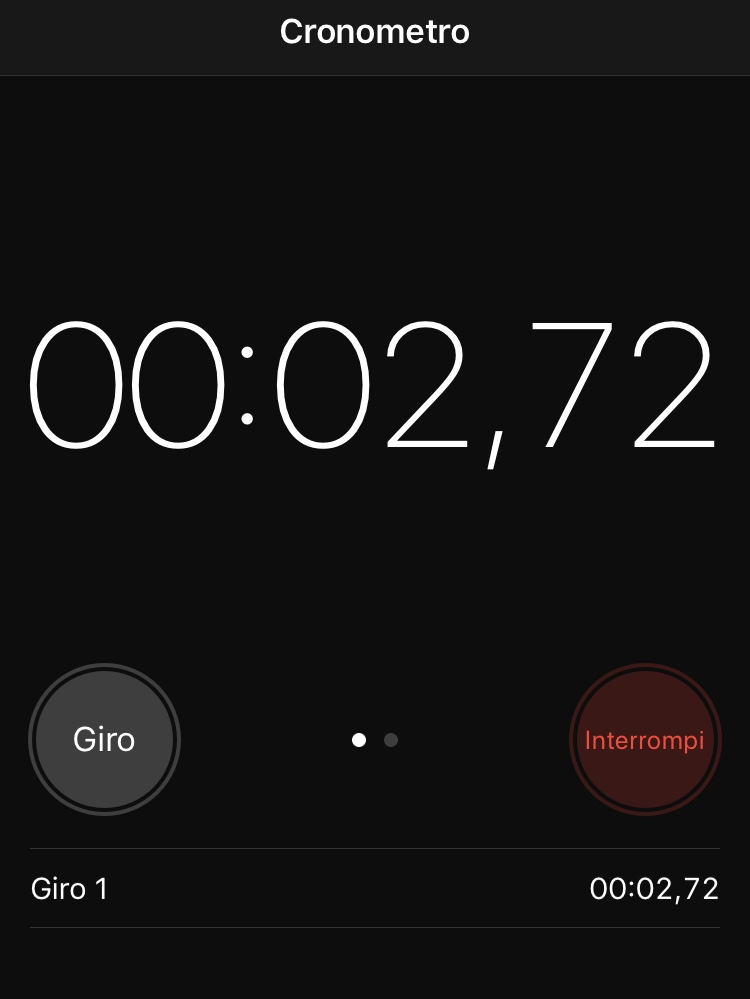 Cronometro
00:02,72
Giro
Interrompi
Giro 1 00:02,72